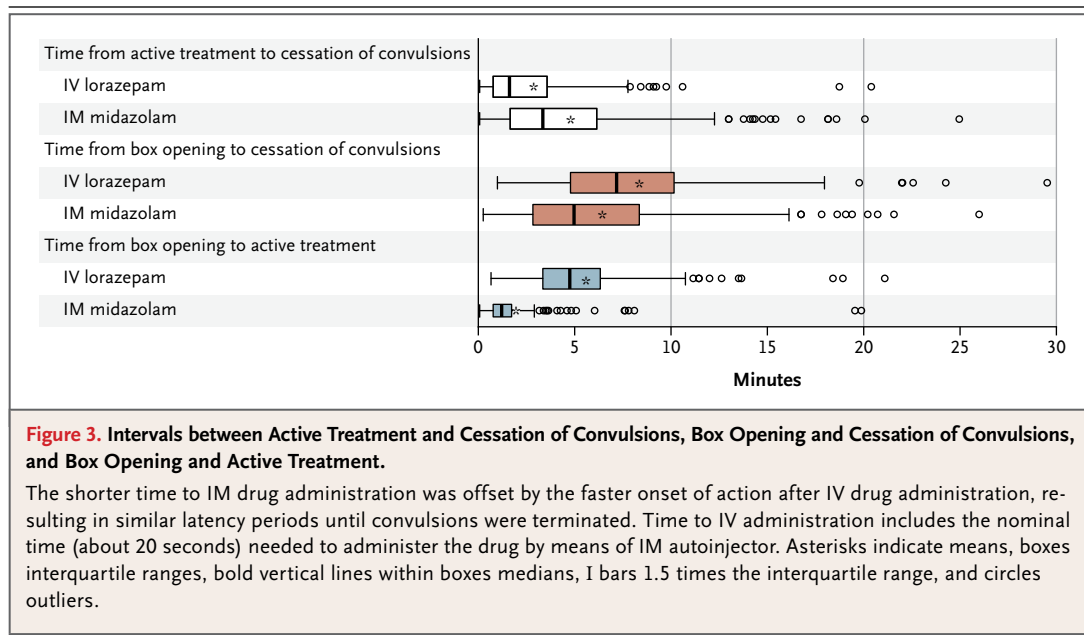 Time from active treatment to cessation of convulsions
IV lorazepam
IM midazolam
Time from box opening to cessation of convulsions
IV lorazepam
IM midazolam
Time from box opening to active treatment
IV lorazepam
IM midazolam
0 5 10 15 20 25 30
Minutes
Figure 3. Intervals between Active Treatment and Cessation of Convulsions, Box Opening and Cessation of Convulsions,
and Box Opening and Active Treatment.
The shorter time to IM drug administration was offset by the faster onset of action after IV drug administration, re-
sulting in similar latency periods until convulsions were terminated. Time to IV administration includes the nominal
time (about 20 seconds) needed to administer the drug by means of IM autoinjector. Asterisks indicate means, boxes
interquartile ranges, bold vertical lines within boxes medians, I bars 1.5 times the interquartile range, and circles
outliers.